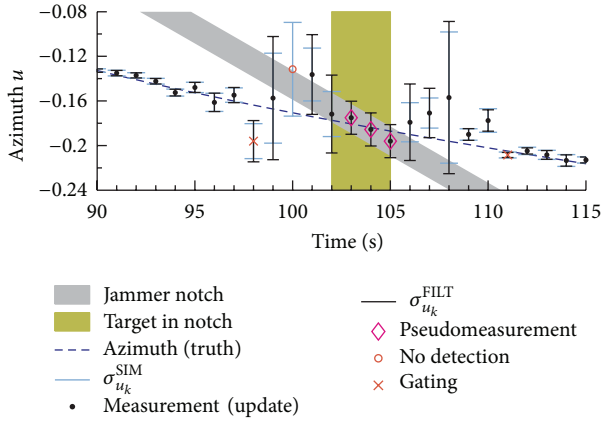 −0.08
−0.12
−0.16
−0.2
−0.24
Azimuth u
90 95 100 105 110 115
Time (s)
Jammer notch
Target in notch
Azimuth (truth)
σ_{u_k}^{SIM}
Measurement (update)
σ_{u_k}^{FILT}
Pseudomeasurement
No detection
Gating